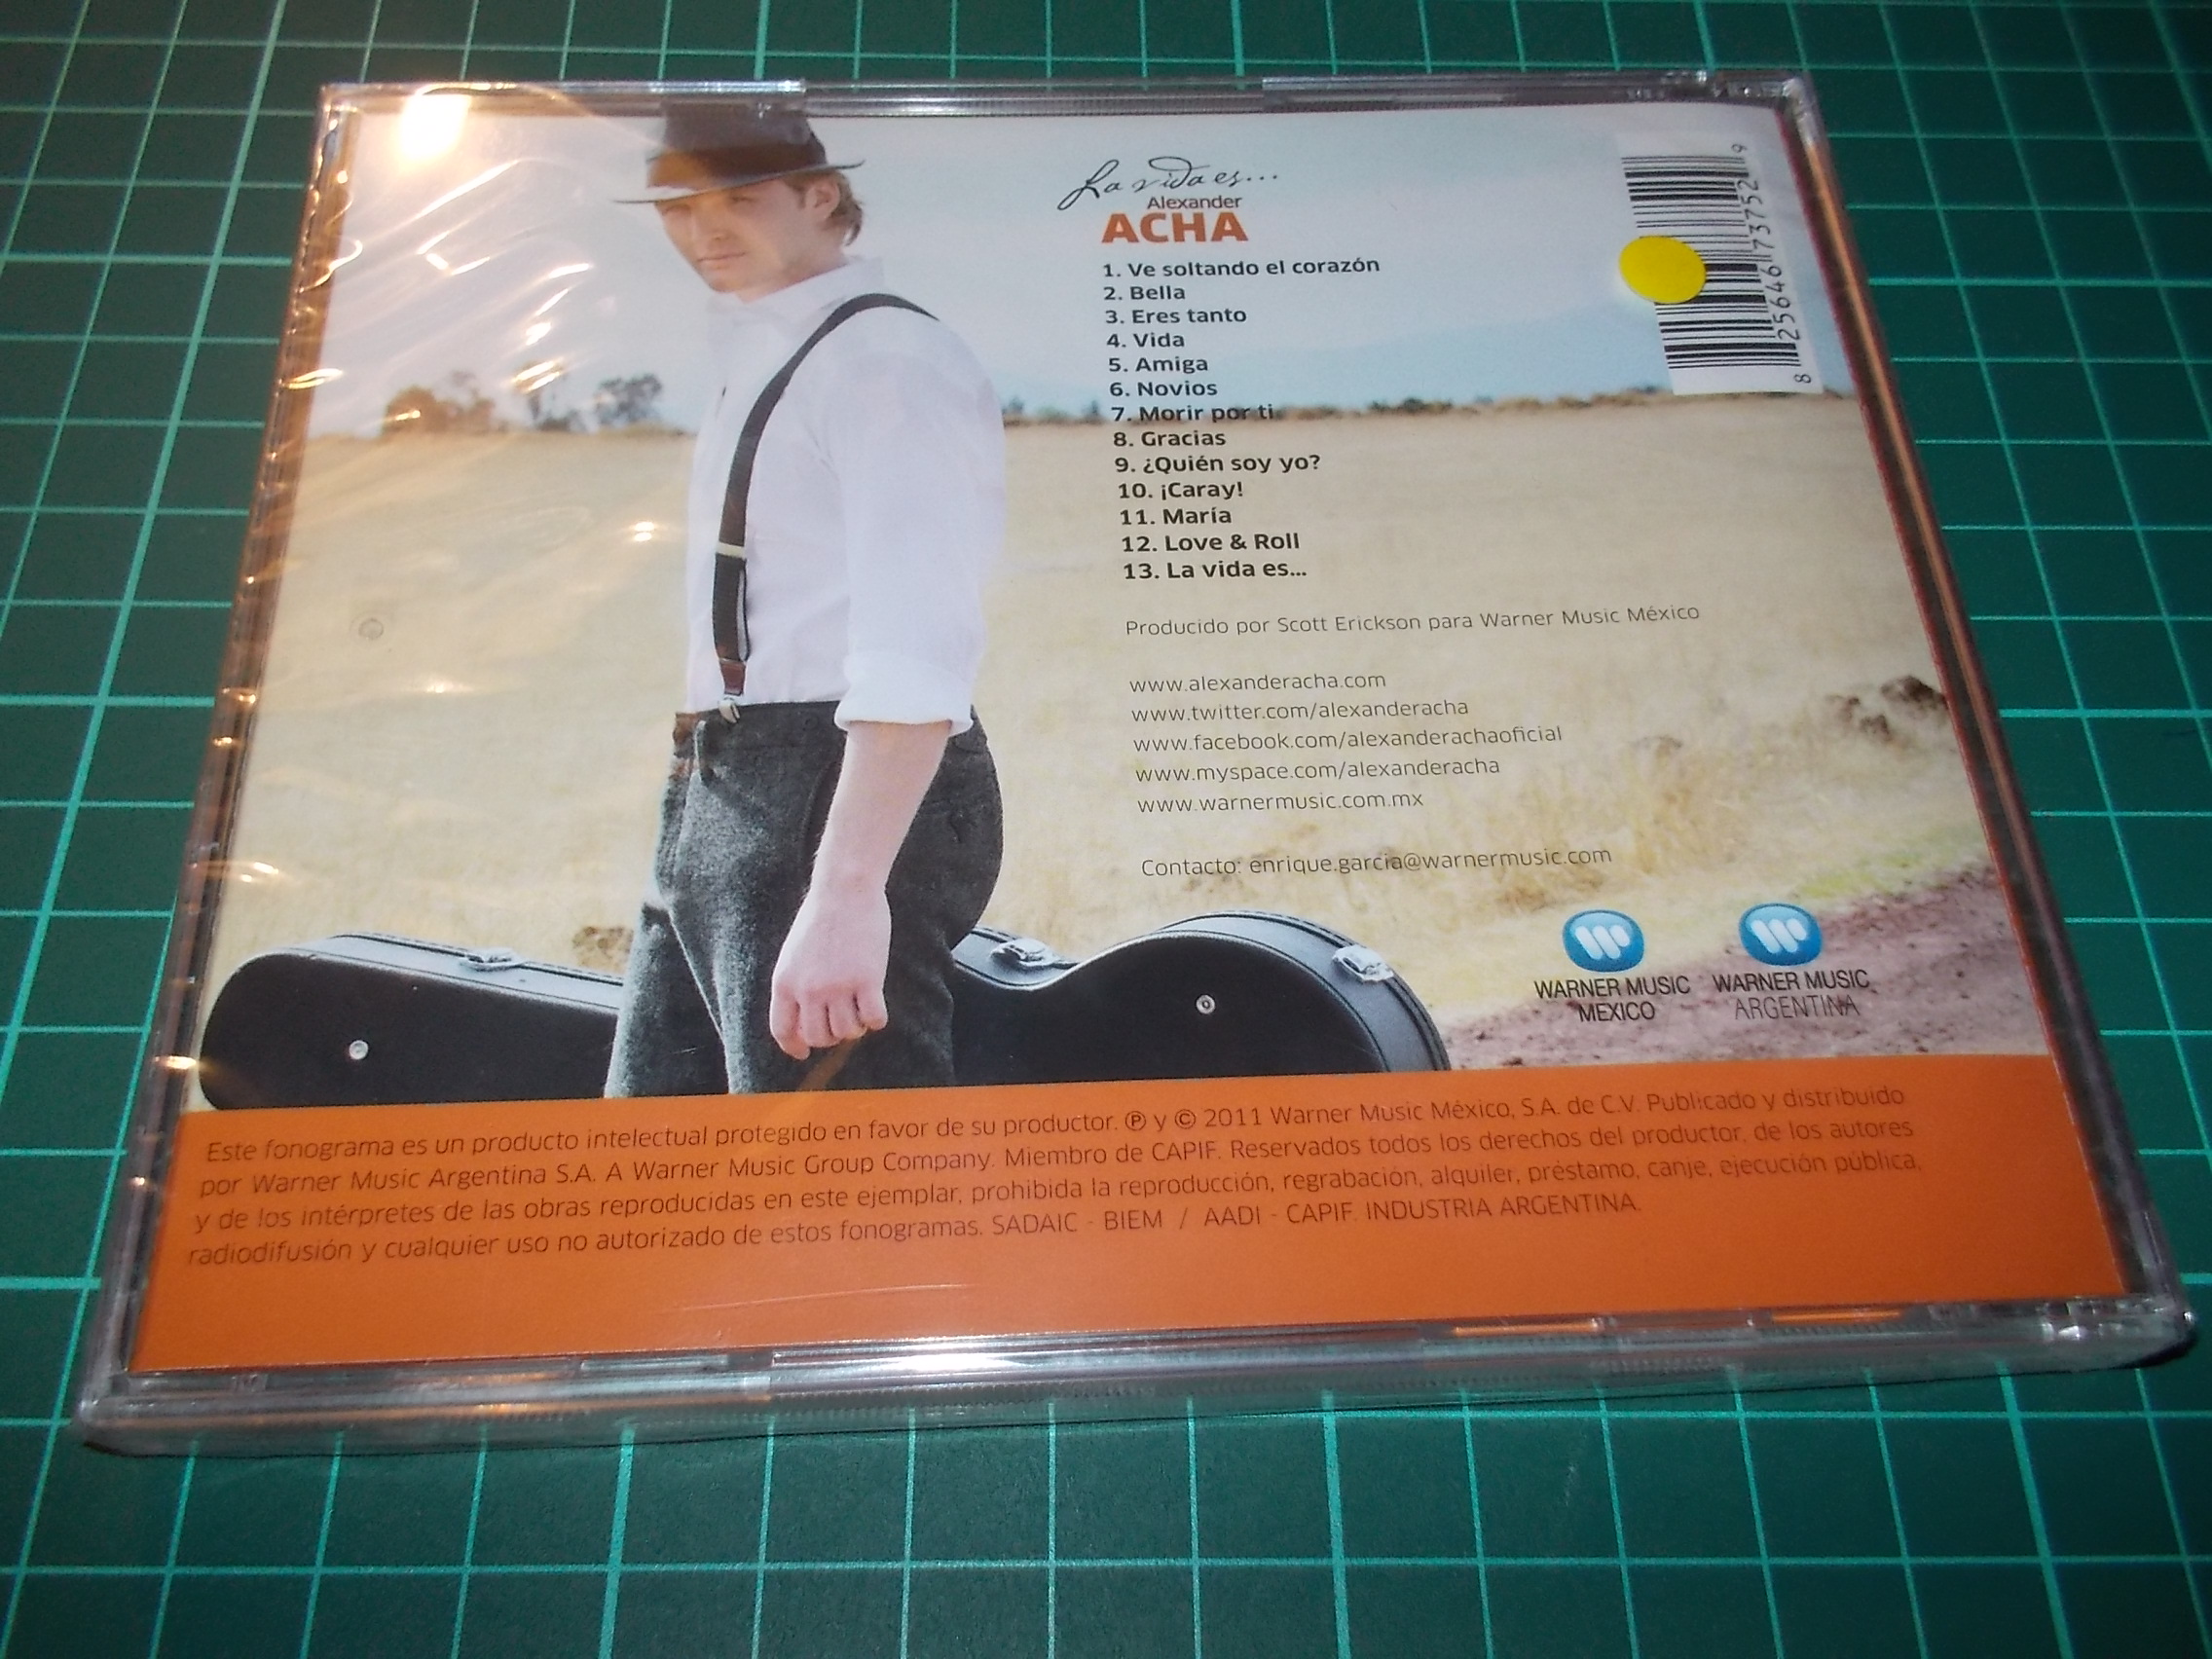 La vida es...
Alexander
ACHA
1. Ve soltando el corazón
2. Bella
3. Eres tanto
4. Vida
5. Amiga
6. Novios
7. Morir por ti
8. Gracias
9. ¿Quién soy yo?
10. ¡Caray!
11. María
12. Love & Roll
13. La vida es...
Producido por Scott Erickson para Warner Music México
www.alexanderacha.com
www.twitter.com/alexanderacha
www.facebook.com/alexanderachaoficial
www.myspace.com/alexanderacha
www.warnermusic.com.mx
Contacto: enrique.garcia@warnermusic.com
8 25646 73752 9
WARNER MUSIC
MEXICO
WARNER MUSIC
ARGENTINA
Este fonograma es un producto intelectual protegido en favor de su productor. ℗ y © 2011 Warner Music México, S.A. de C.V. Publicado y distribuido
por Warner Music Argentina S.A. A Warner Music Group Company. Miembro de CAPIF. Reservados todos los derechos del productor, de los autores
y de los intérpretes de las obras reproducidas en este ejemplar, prohibida la reproducción, regrabación, alquiler, préstamo, canje, ejecución pública,
radiodifusión y cualquier uso no autorizado de estos fonogramas. SADAIC - BIEM / AADI - CAPIF. INDUSTRIA ARGENTINA.